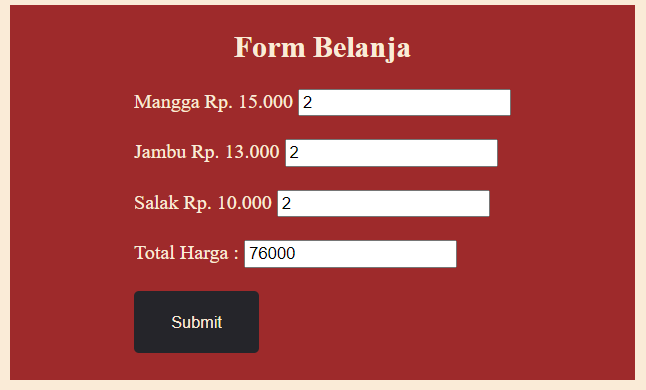 Form Belanja
Mangga Rp. 15.000 2
Jambu Rp. 13.000 2
Salak Rp. 10.000 2
Total Harga : 76000
Submit